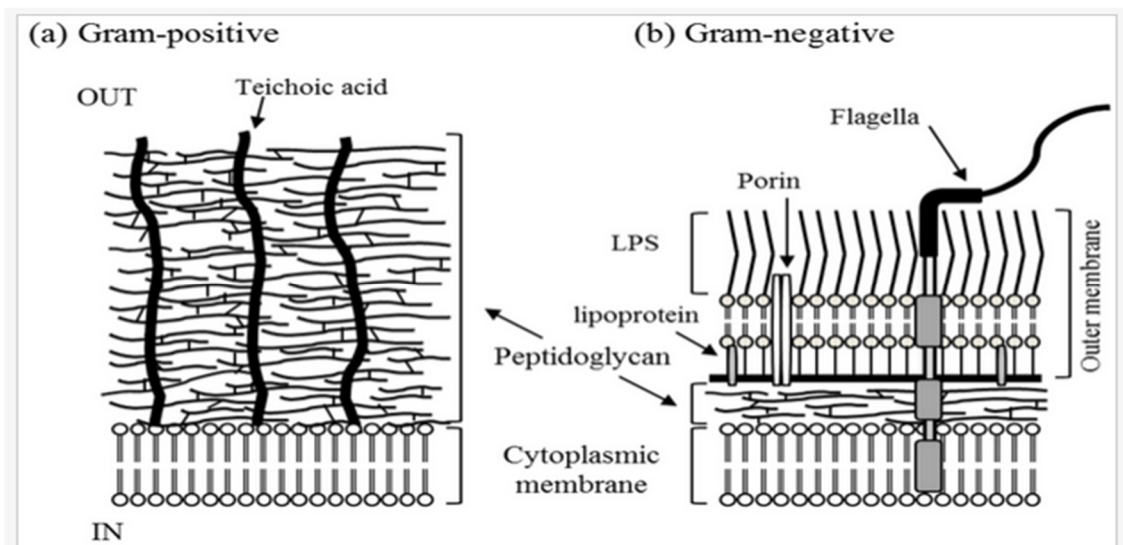 (a) Gram-positive
(b) Gram-negative
OUT
Teichoic acid
Flagella
Porin
LPS
lipoprotein
Peptidoglycan
Outer membrane
Cytoplasmic
membrane
IN